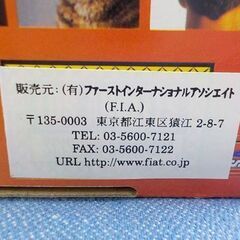 販売元：(有)ファーストインターナショナルアソシエイト
(F.I.A.)
〒135-0003　東京都江東区猿江 2-8-7
TEL: 03-5600-7121
FAX: 03-5600-7122
URL http://www.fiat.co.jp